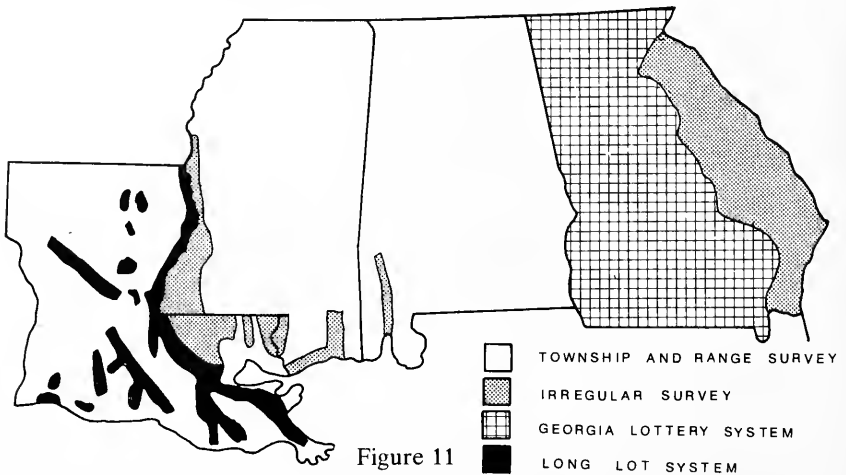 TOWNSHIP AND RANGE SURVEY
IRREGULAR SURVEY
GEORGIA LOTTERY SYSTEM
LONG LOT SYSTEM
Figure 11